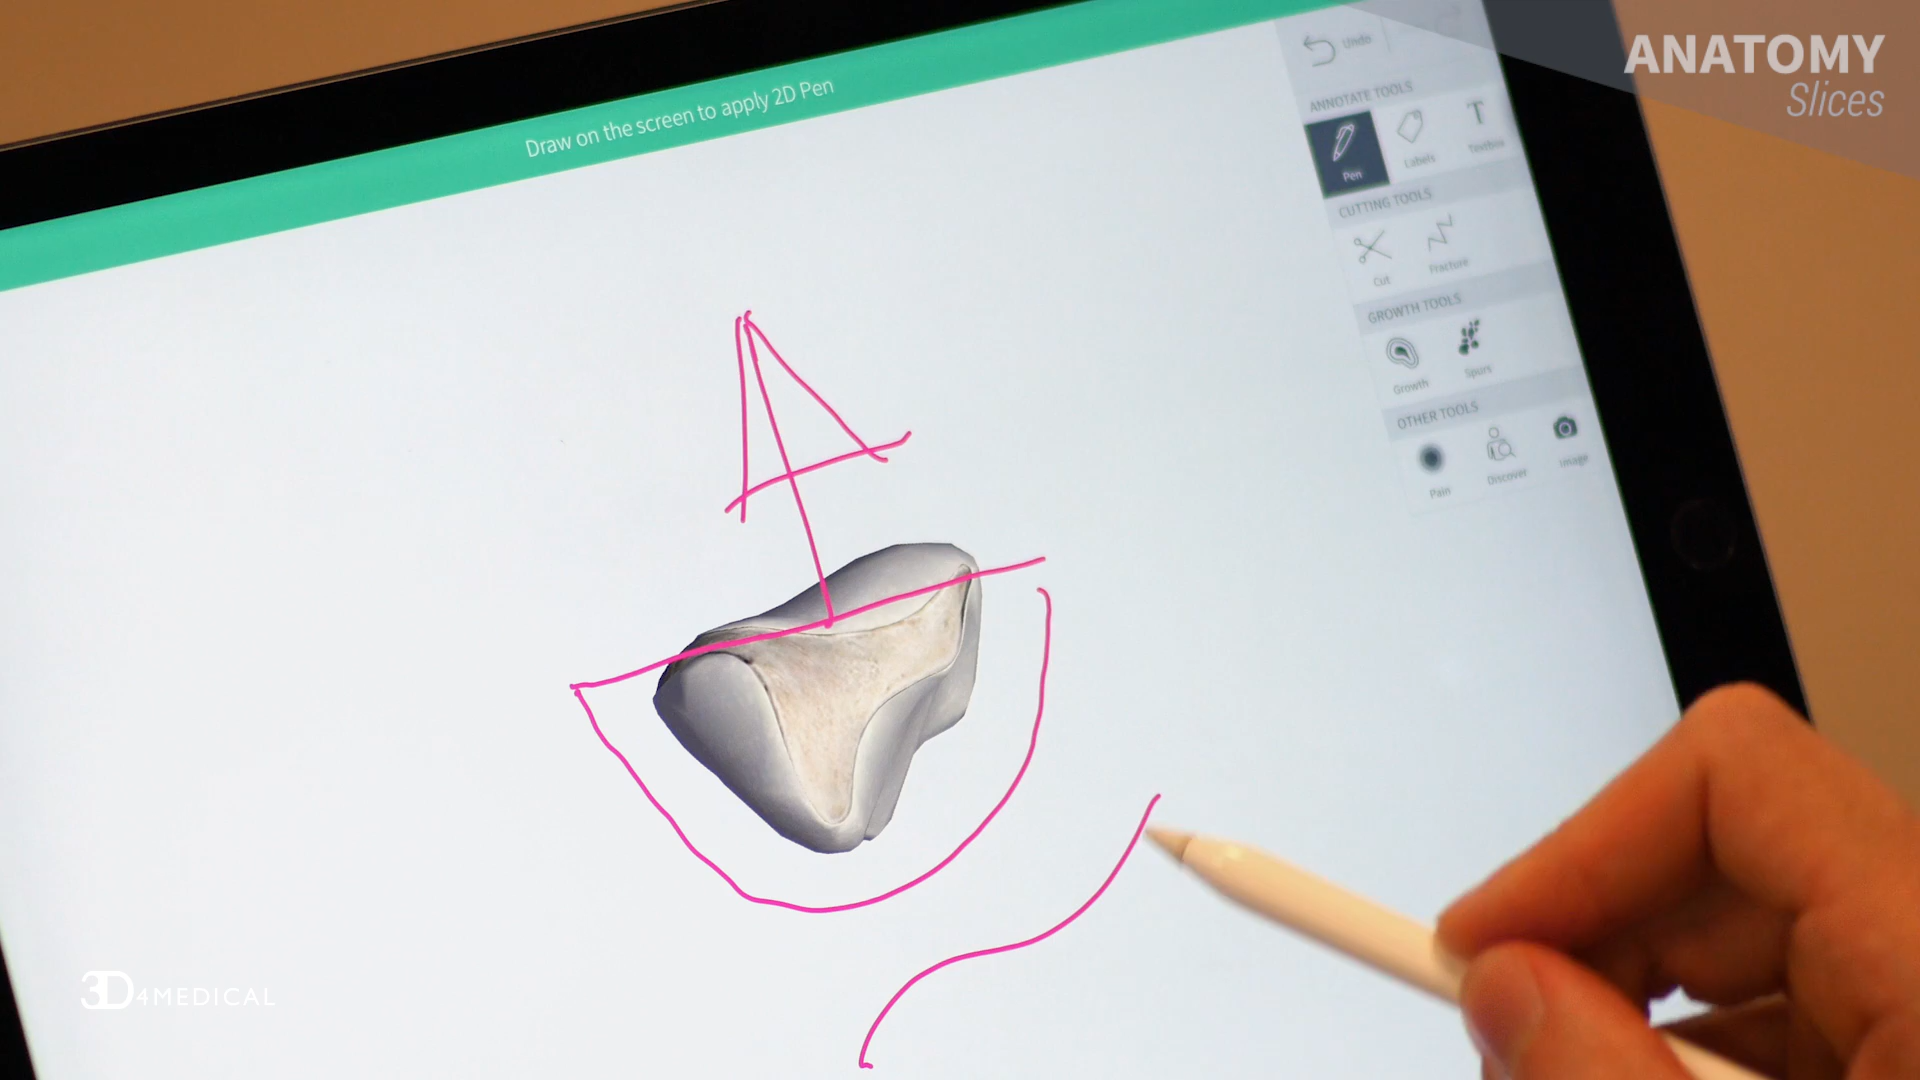 ANATOMY
Slices
Draw on the screen to apply 2D Pen
Undo
ANNOTATE TOOLS
Pen
Labels
Textbox
CUTTING TOOLS
Cut
Fracture
GROWTH TOOLS
Growth
Spurs
OTHER TOOLS
Pain
Discover
Image
3D4MEDICAL